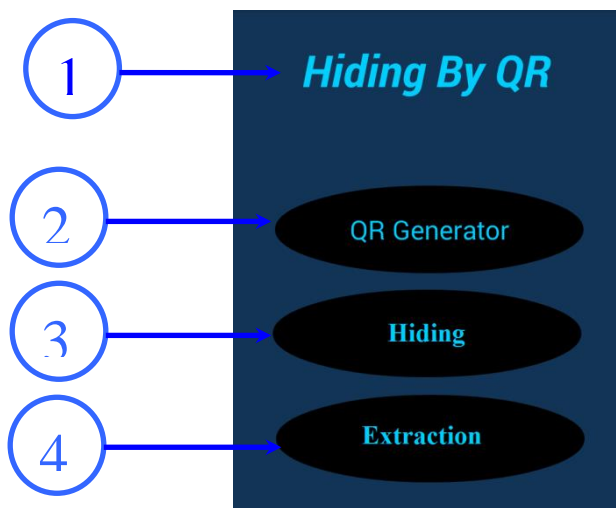 1 Hiding By QR
2 QR Generator
3 Hiding
4 Extraction